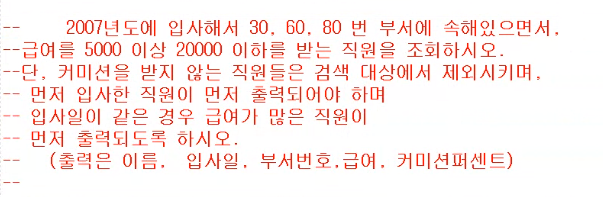 --    2007년도에 입사해서 30, 60, 80 번 부서에 속해있으면서,
--급여를 5000 이상 20000 이하를 받는 직원을 조회하시오.
--단, 커미션을 받지 않는 직원들은 검색 대상에서 제외시키며,
-- 먼저 입사한 직원이 먼저 출력되어야 하며
-- 입사일이 같은 경우 급여가 많은 직원이
-- 먼저 출력되도록 하시오.
--   (출력은 이름,  입사일, 부서번호,급여, 커미션퍼센트)
--